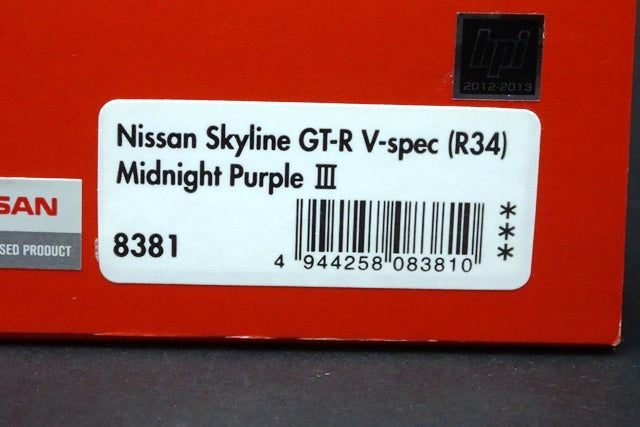 hpi
2012-2013
Nissan Skyline GT-R V-spec (R34)
Midnight Purple III
SAN
SED PRODUCT
8381
4 944258 083810
***